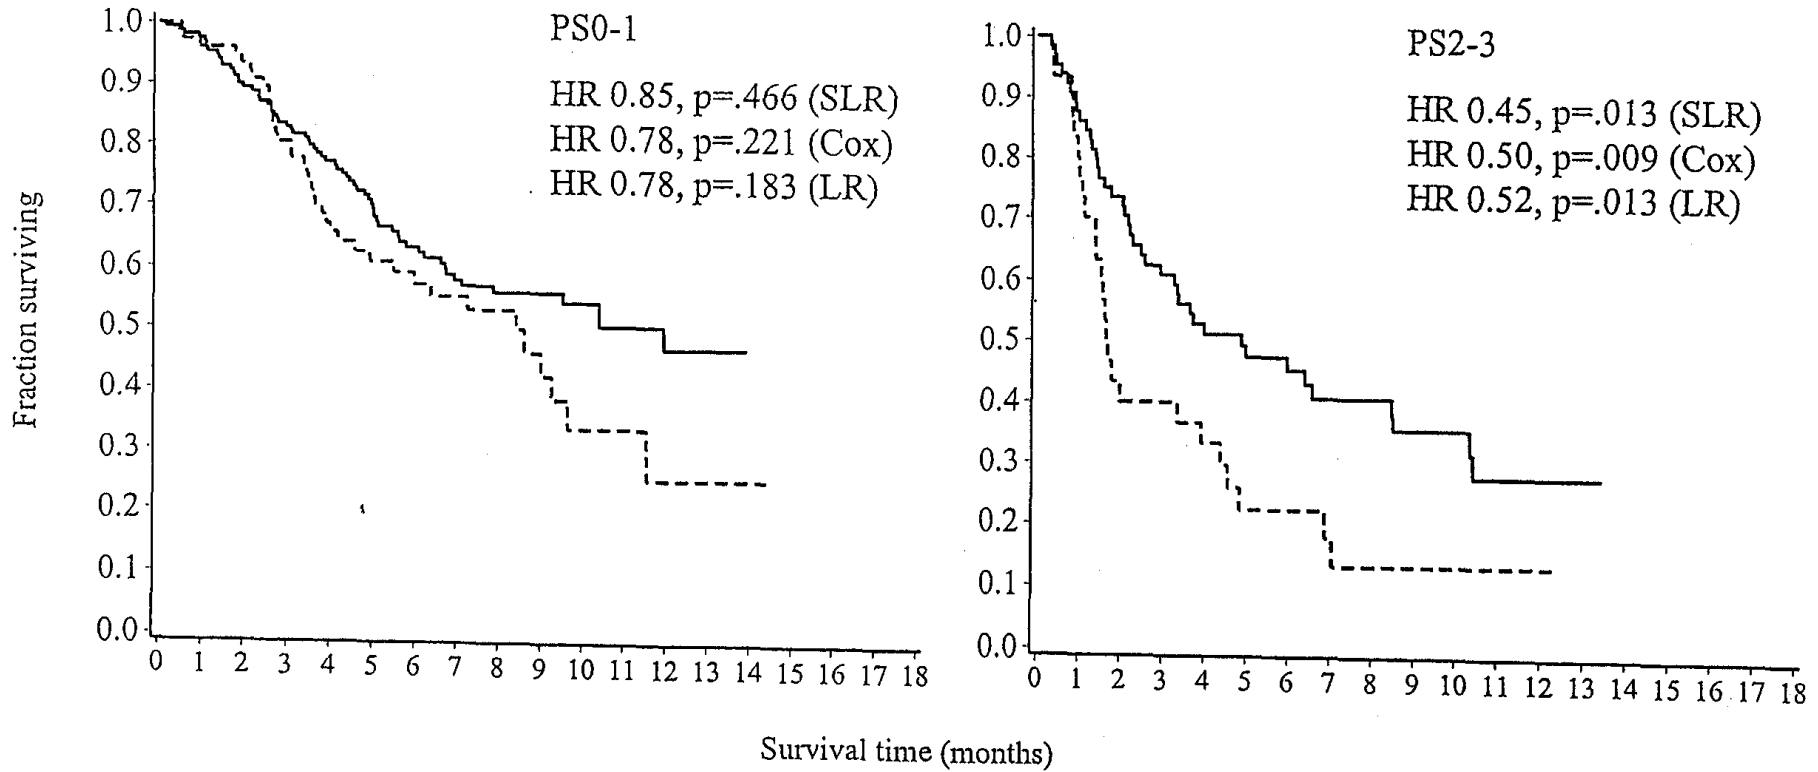 PS0-1
HR 0.85, p=.466 (SLR)
HR 0.78, p=.221 (Cox)
HR 0.78, p=.183 (LR)
Fraction surviving
1.0
0.9
0.8
0.7
0.6
0.5
0.4
0.3
0.2
0.1
0.0
0 1 2 3 4 5 6 7 8 9 10 11 12 13 14 15 16 17 18
PS2-3
HR 0.45, p=.013 (SLR)
HR 0.50, p=.009 (Cox)
HR 0.52, p=.013 (LR)
1.0
0.9
0.8
0.7
0.6
0.5
0.4
0.3
0.2
0.1
0.0
0 1 2 3 4 5 6 7 8 9 10 11 12 13 14 15 16 17 18
Survival time (months)